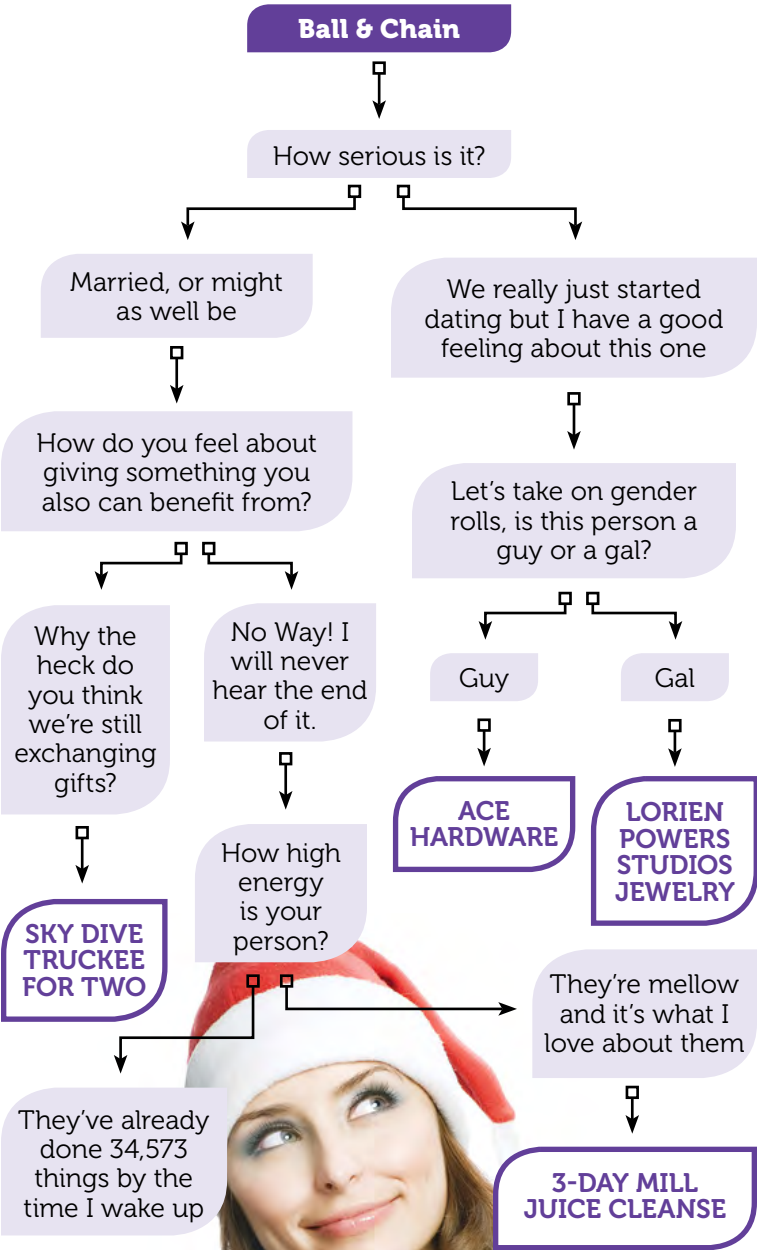 Ball & Chain
How serious is it?
Married, or might
as well be
We really just started
dating but I have a good
feeling about this one
How do you feel about
giving something you
also can benefit from?
Let's take on gender
rolls, is this person a
guy or a gal?
Why the
heck do
you think
we're still
exchanging
gifts?
No Way! I
will never
hear the end
of it.
Guy
Gal
ACE
HARDWARE
LORIEN
POWERS
STUDIOS
JEWELRY
How high
energy
is your
person?
SKY DIVE
TRUCKEE
FOR TWO
They're mellow
and it's what I
love about them
They've already
done 34,573
things by the
time I wake up
3-DAY MILL
JUICE CLEANSE